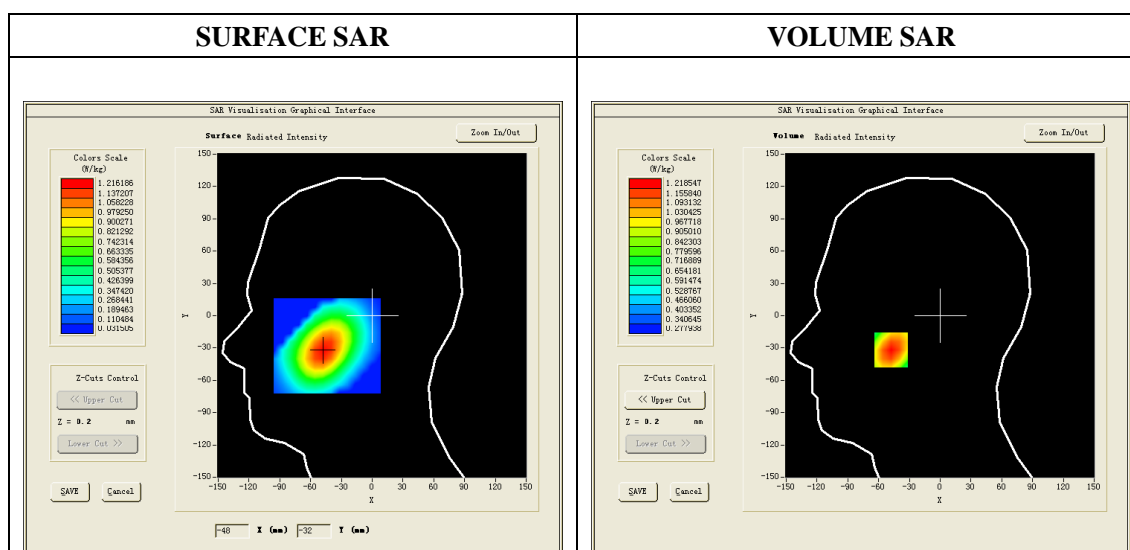 SURFACE SAR
VOLUME SAR
SAR Visualisation Graphical Interface
Surface Radiated Intensity
Zoom In/Out
Colors Scale
(W/kg)
1.216186
1.137207
1.058228
0.979250
0.900271
0.821292
0.742314
0.663335
0.584356
0.505377
0.426399
0.347420
0.268441
0.189463
0.110484
0.031505
Z-Cuts Control
<< Upper Cut
Z = 0.2 mm
Lower Cut >>
SAVE Cancel
150
120
90
60
30
Y 0
-30
-60
-90
-120
-150
-150 -120 -90 -60 -30 0 30 60 90 120 150
X
-48 X (mm) -32 Y (mm)
SAR Visualisation Graphical Interface
Volume Radiated Intensity
Zoom In/Out
Colors Scale
(W/kg)
1.218547
1.155840
1.093132
1.030425
0.967718
0.905010
0.842303
0.779596
0.716889
0.654181
0.591474
0.528767
0.466060
0.403352
0.340645
0.277938
Z-Cuts Control
<< Upper Cut
Z = 0.2 mm
Lower Cut >>
SAVE Cancel
150
120
90
60
30
Y 0
-30
-60
-90
-120
-150
-150 -120 -90 -60 -30 0 30 60 90 120 150
X